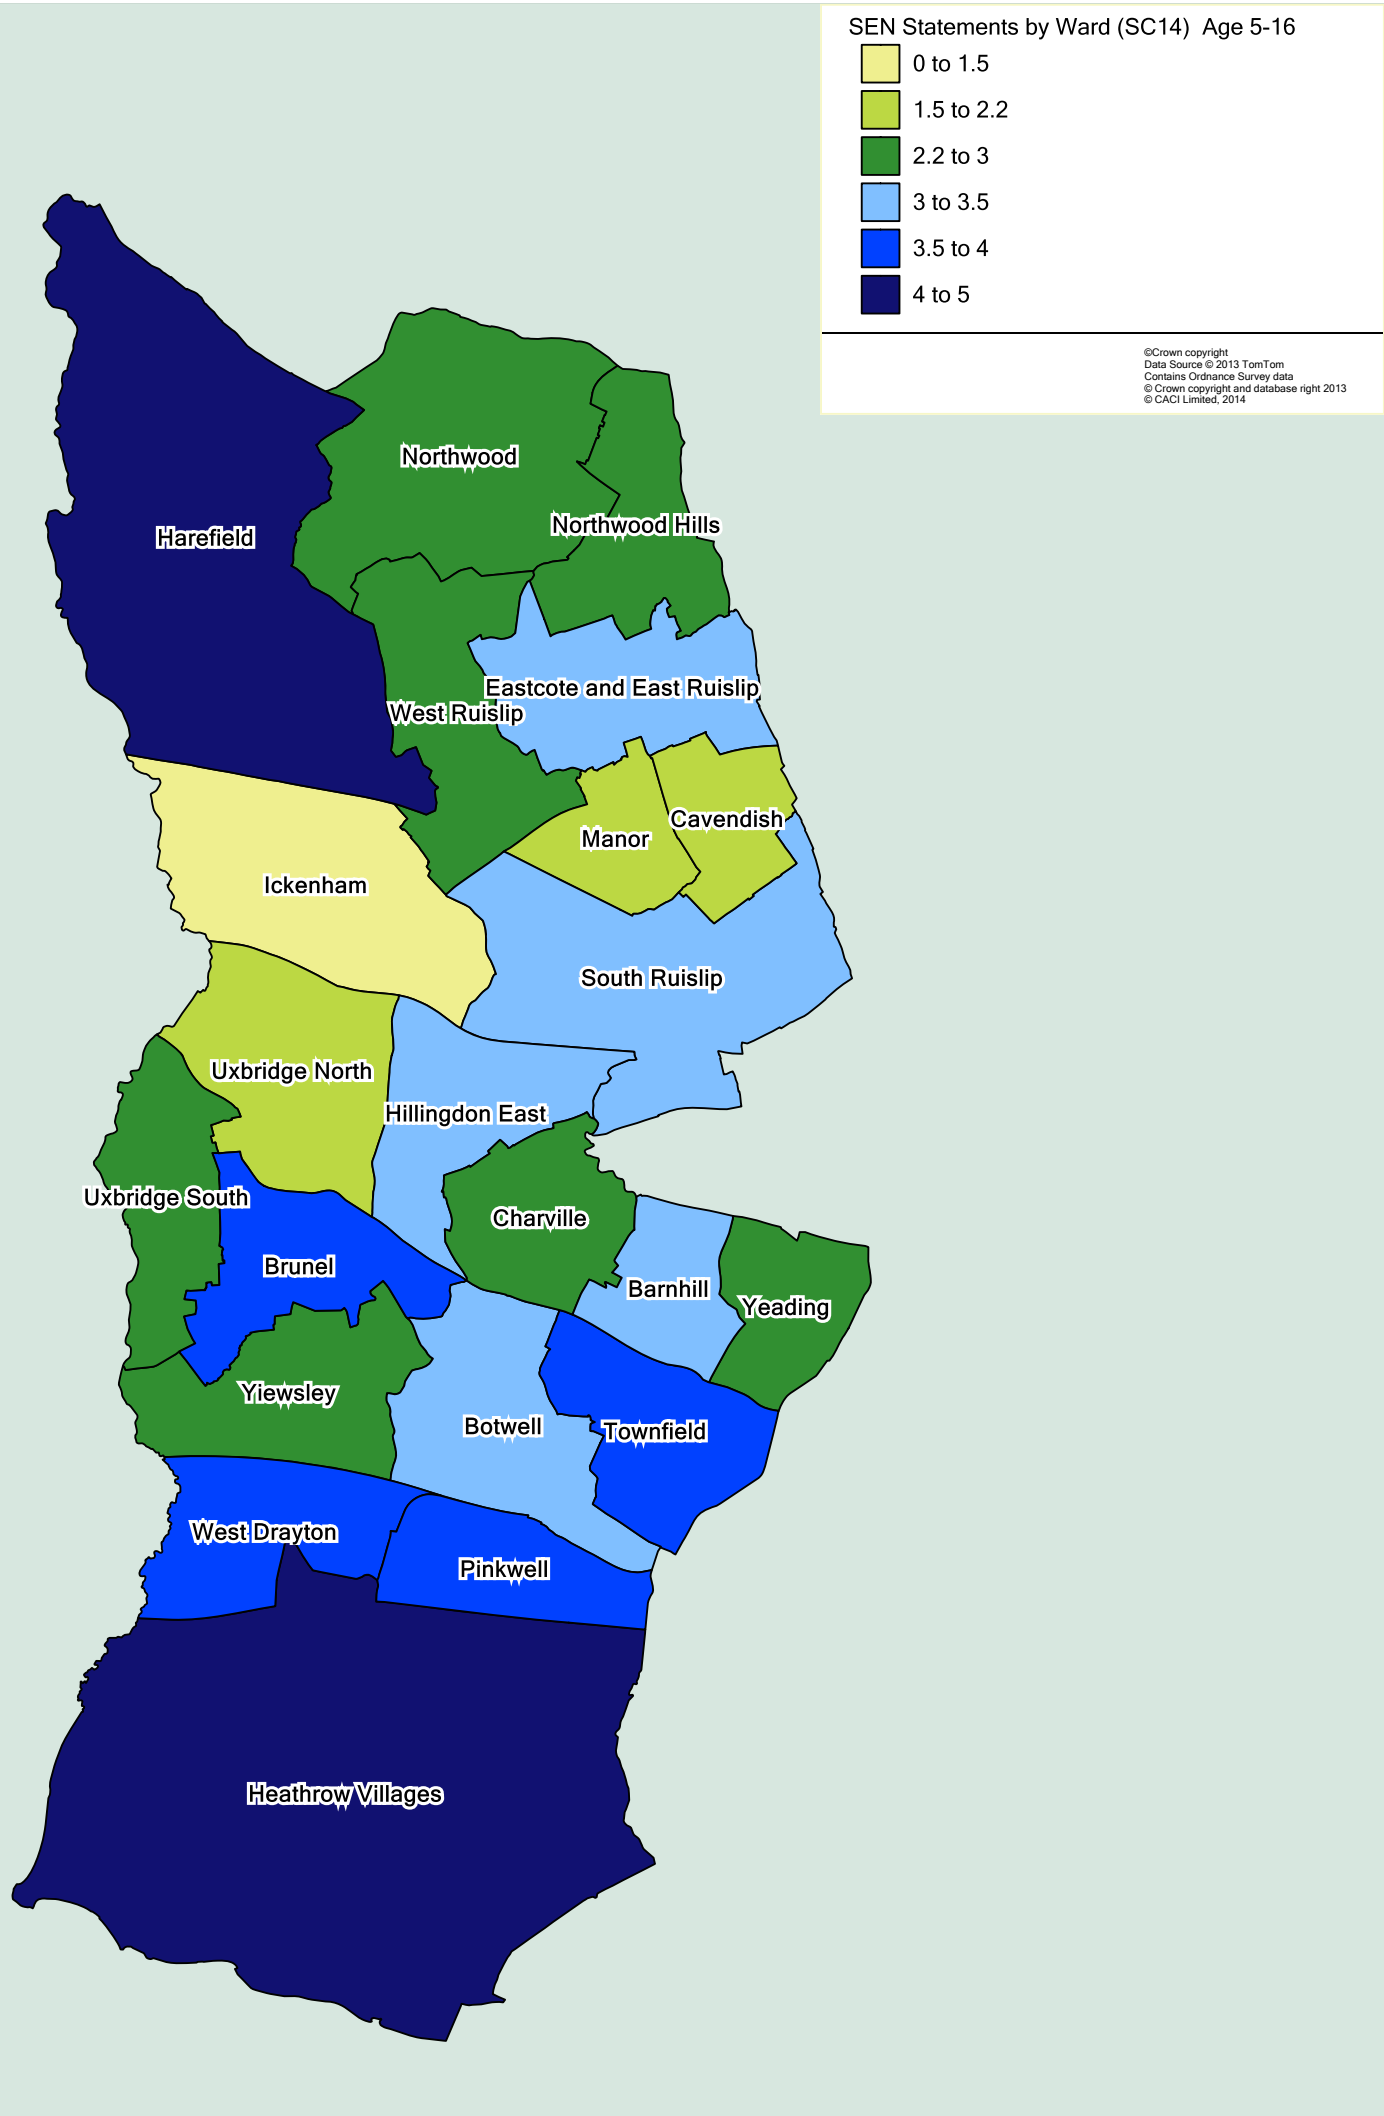 SEN Statements by Ward (SC14) Age 5-16
0 to 1.5
1.5 to 2.2
2.2 to 3
3 to 3.5
3.5 to 4
4 to 5
©Crown copyright
Data Source © 2013 TomTom
Contains Ordnance Survey data
© Crown copyright and database right 2013
© CACI Limited, 2014
Northwood
Northwood Hills
Harefield
Eastcote and East Ruislip
West Ruislip
Cavendish
Manor
Ickenham
South Ruislip
Uxbridge North
Hillingdon East
Uxbridge South
Charville
Brunel
Barnhill
Yeading
Yiewsley
Botwell
Townfield
West Drayton
Pinkwell
Heathrow Villages